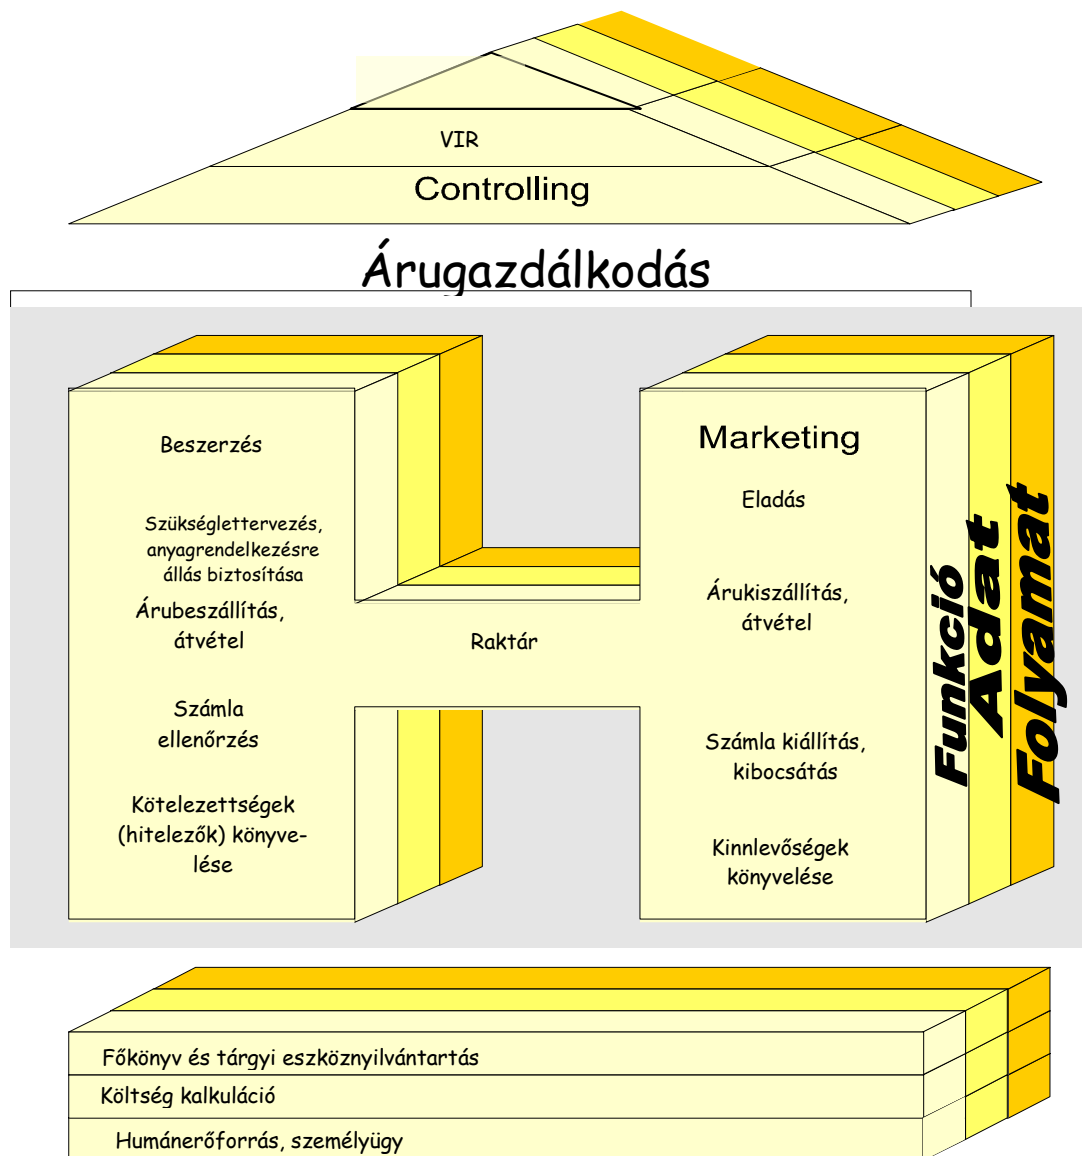 VIR
Controlling
Árugazdálkodás
Beszerzés
Szükséglettervezés,
anyagrendelkezésre
állás biztosítása
Árubeszállítás,
átvétel
Számla
ellenőrzés
Kötelezettségek
(hitelezők) könyve-
lése
Raktár
Marketing
Eladás
Árukiszállítás,
átvétel
Számla kiállítás,
kibocsátás
Kinnlevőségek
könyvelése
Funkció
Adat
Folyamat
Főkönyv és tárgyi eszköznyilvántartás
Költség kalkuláció
Humánerőforrás, személyügy